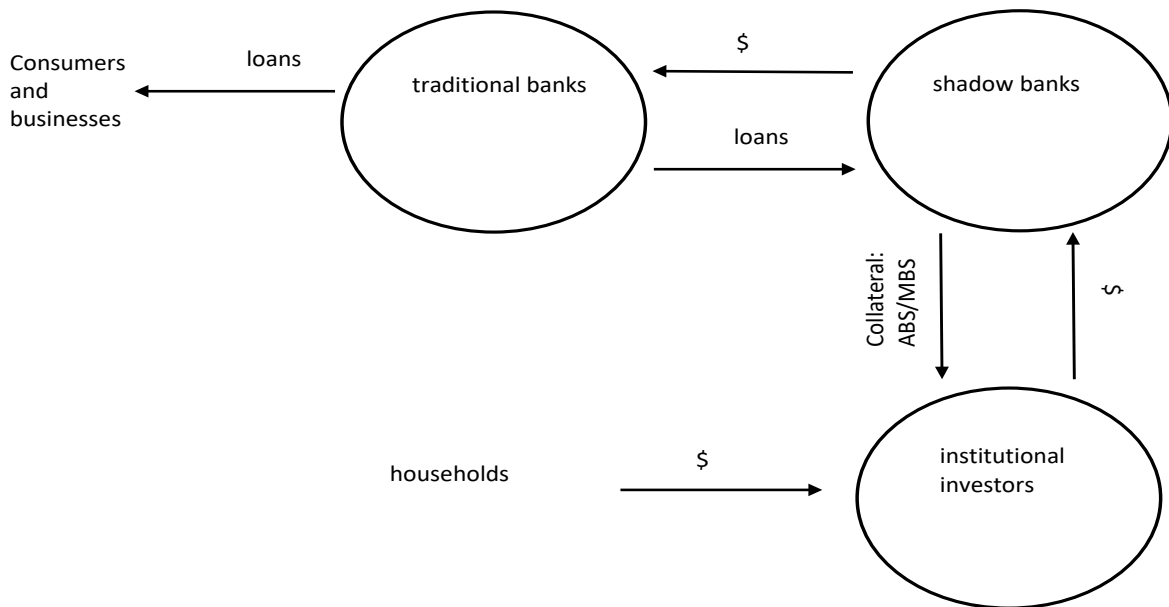 Consumers
and
businesses
loans
traditional banks
$
loans
shadow banks
Collateral:
ABS/MBS
$
households
$
institutional
investors